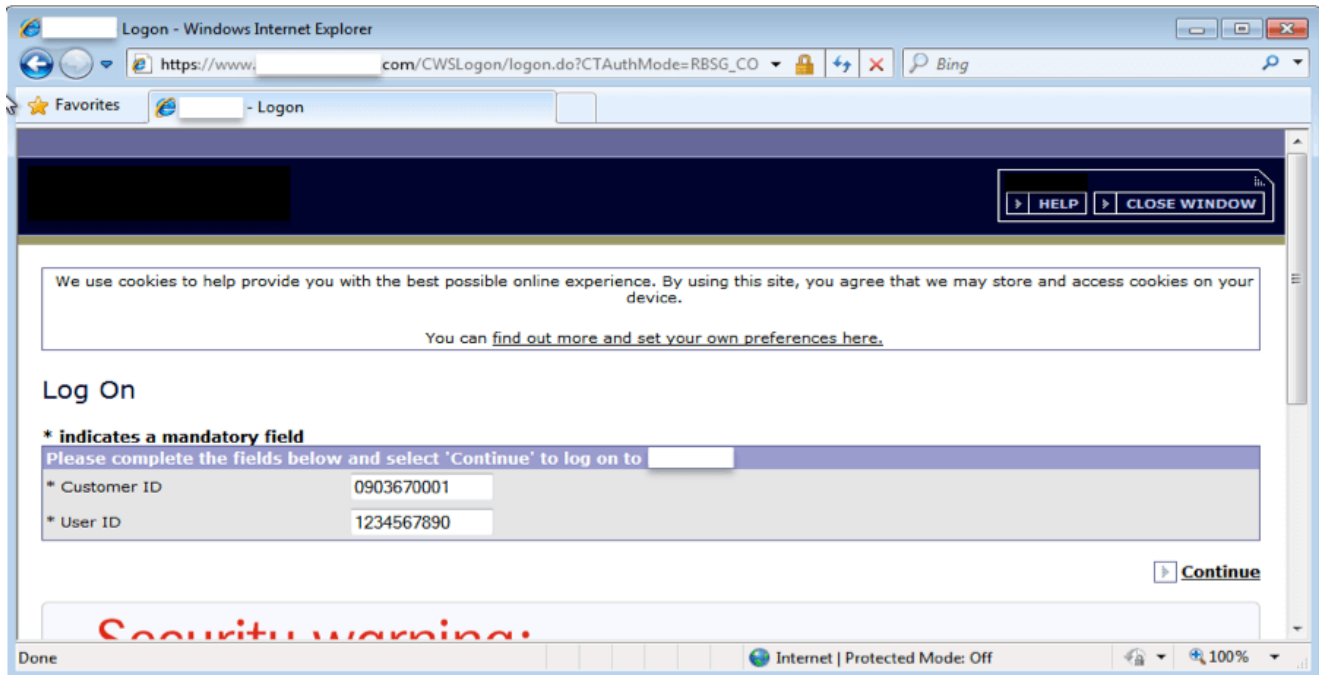 Logon - Windows Internet Explorer
https://www. com/CWSLogon/logon.do?CTAuthMode=RBSG_CO
Bing
Favorites
- Logon
HELP
CLOSE WINDOW
We use cookies to help provide you with the best possible online experience. By using this site, you agree that we may store and access cookies on your
device.
You can find out more and set your own preferences here.
Log On
* indicates a mandatory field
Please complete the fields below and select 'Continue' to log on to
* Customer ID 0903670001
* User ID 1234567890
Continue
Security warning:
Done
Internet | Protected Mode: Off
100%